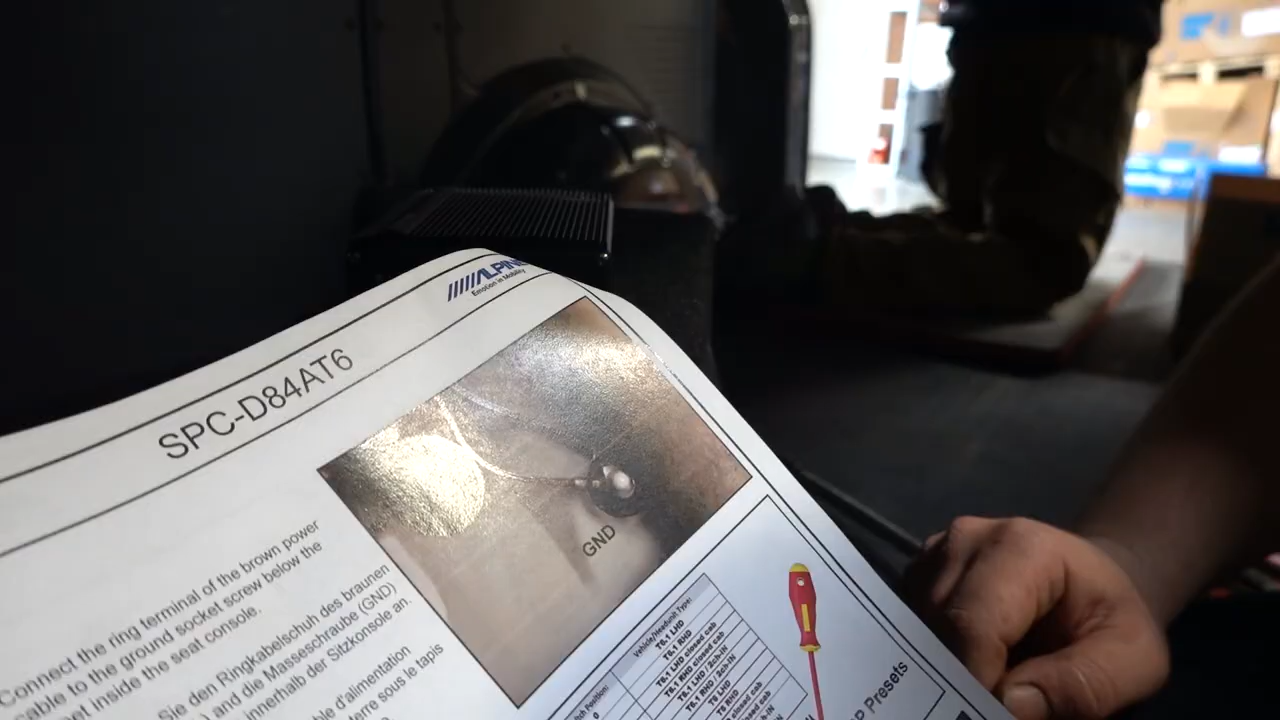 ALPINE
Emotion in Mobility
SPC-D84AT6
Connect the ring terminal of the brown power
cable to the ground socket screw below the
inside the seat console.
Sie den Ringkabelschuh des braunen
und die Masseschraube (GND)
innerhalb der Sitzkonsole an.
d'alimentation
sous le tapis
GND
Vehicle/Headunit Type:
T6.1 LHD
T6.1 RHD
T6.1 LHD closed cab
T6.1 RHD closed cab
T6.1 LHD / 2ch-IN
T6.1 RHD / 2ch-IN
T6 LHD
T6 RHD
Position:
0
Presets